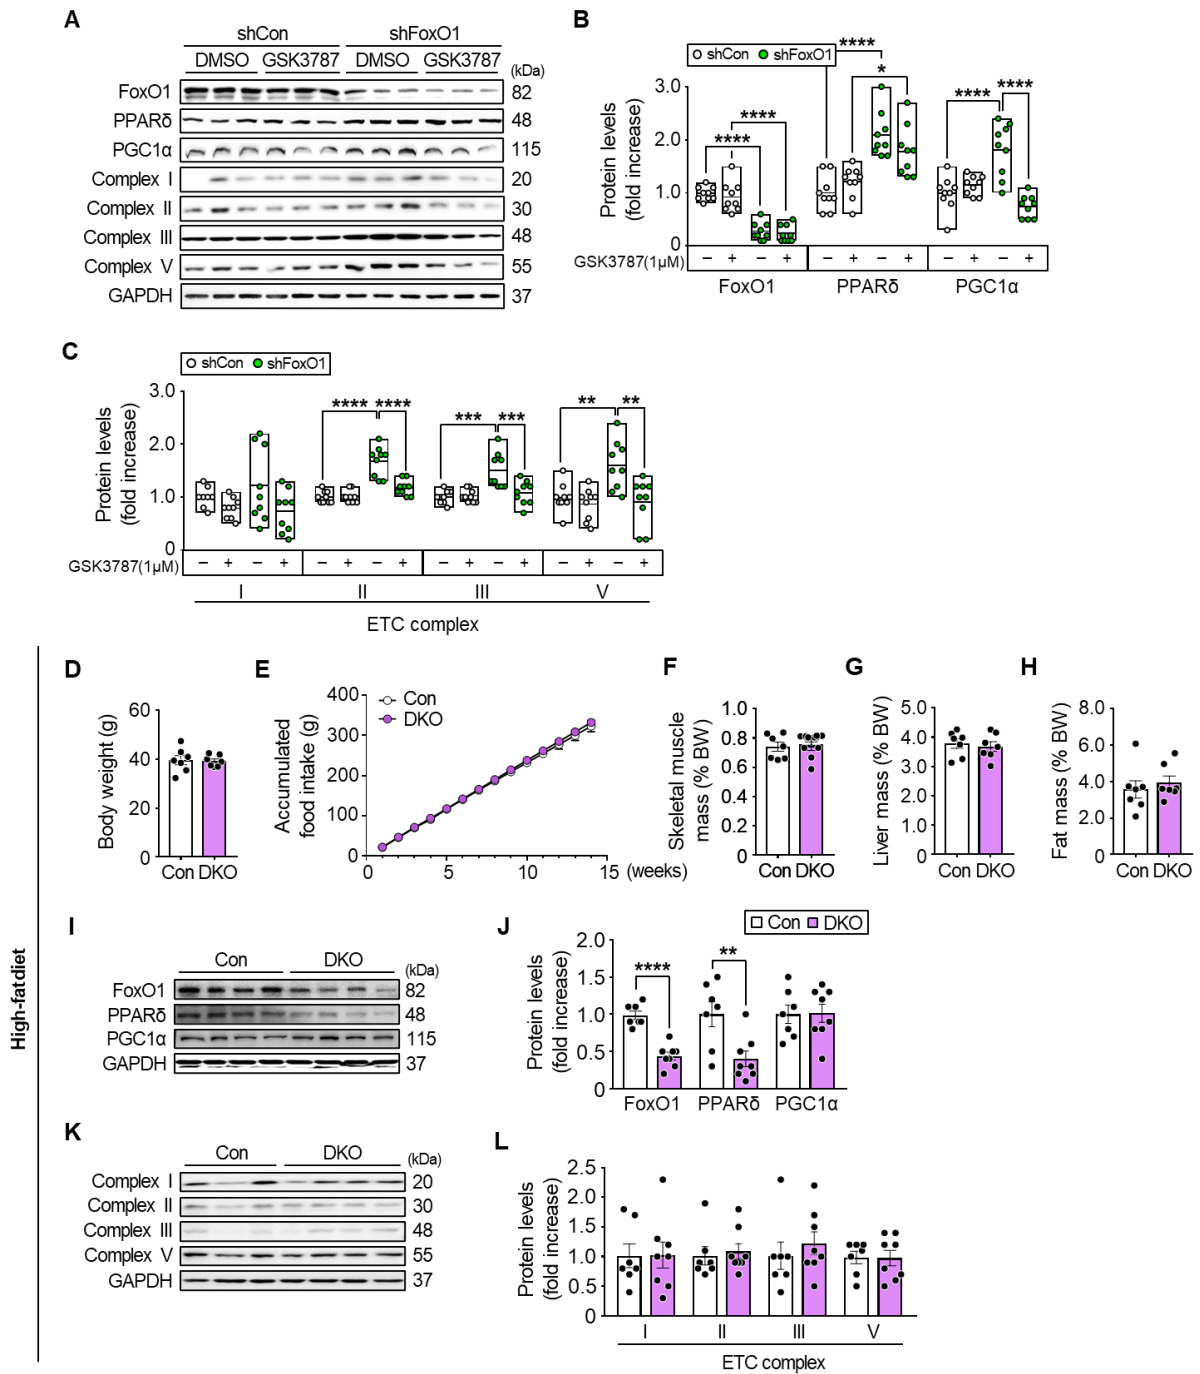 A
shCon shFoxO1
DMSO GSK3787 DMSO GSK3787
(kDa)
FoxO1 82
PPARδ 48
PGC1α 115
Complex I 20
Complex II 30
Complex III 48
Complex V 55
GAPDH 37
B
shCon shFoxO1
Protein levels
(fold increase)
3.0
2.0
1.0
0
**** **** **** * **** ****
GSK3787(1μM) − + − + − + − + − + − +
FoxO1 PPARδ PGC1α
C
shCon shFoxO1
Protein levels
(fold increase)
3.0
2.0
1.0
0
**** **** *** *** ** **
GSK3787(1μM) − + − + − + − + − + − + − + − +
I II III V
ETC complex
High-fatdiet
D
Body weight (g)
60
40
20
0
Con DKO
E
Accumulated
food intake (g)
400
300
200
100
0
Con
DKO
0 5 10 15 (weeks)
F
Skeletal muscle
mass (% BW)
1.0
0.8
0.6
0.4
0.2
0
Con DKO
G
Liver mass (% BW)
5.0
4.0
3.0
2.0
1.0
0
Con DKO
H
Fat mass (% BW)
8.0
6.0
4.0
2.0
0
Con DKO
I
Con DKO
(kDa)
FoxO1 82
PPARδ 48
PGC1α 115
GAPDH 37
J
Con DKO
Protein levels
(fold increase)
2.0
1.5
1.0
0.5
0
**** **
FoxO1 PPARδ PGC1α
K
Con DKO
(kDa)
Complex I 20
Complex II 30
Complex III 48
Complex V 55
GAPDH 37
L
Protein levels
(fold increase)
2.5
2.0
1.5
1.0
0.5
0
I II III V
ETC complex